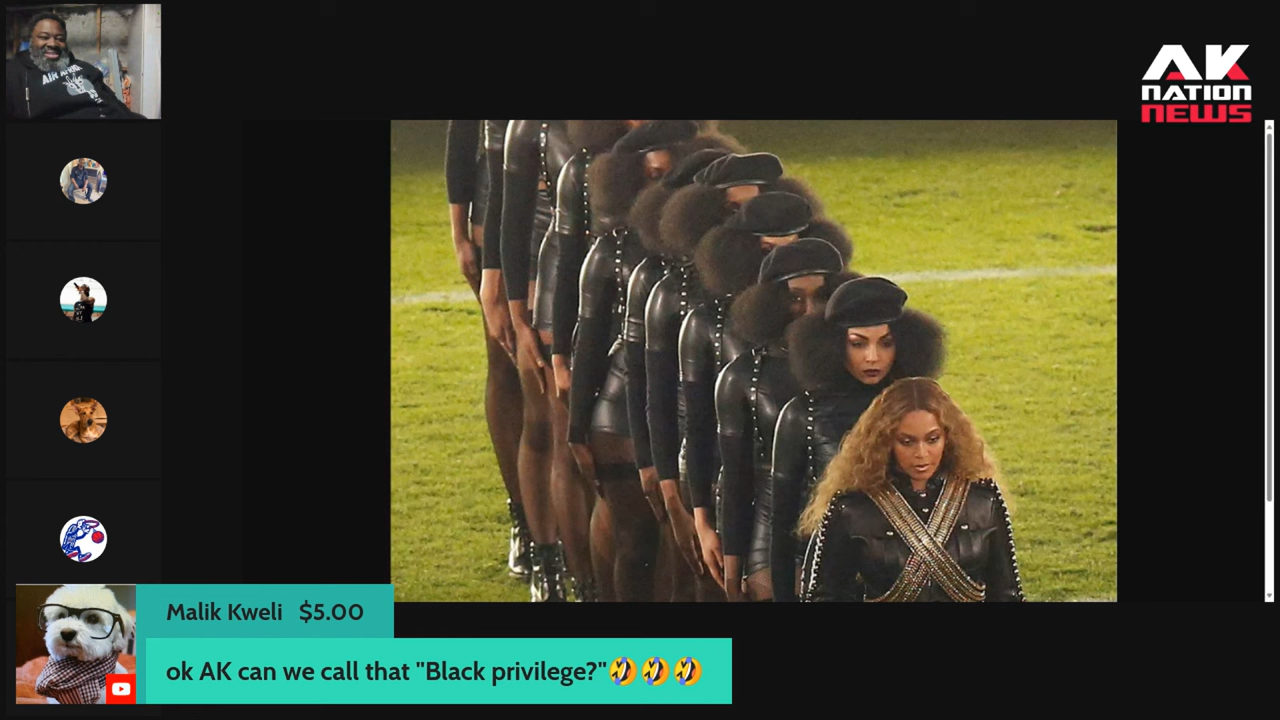 AK
NATION
NEWS
Malik Kweli $5.00
ok AK can we call that "Black privilege?"🤣🤣🤣